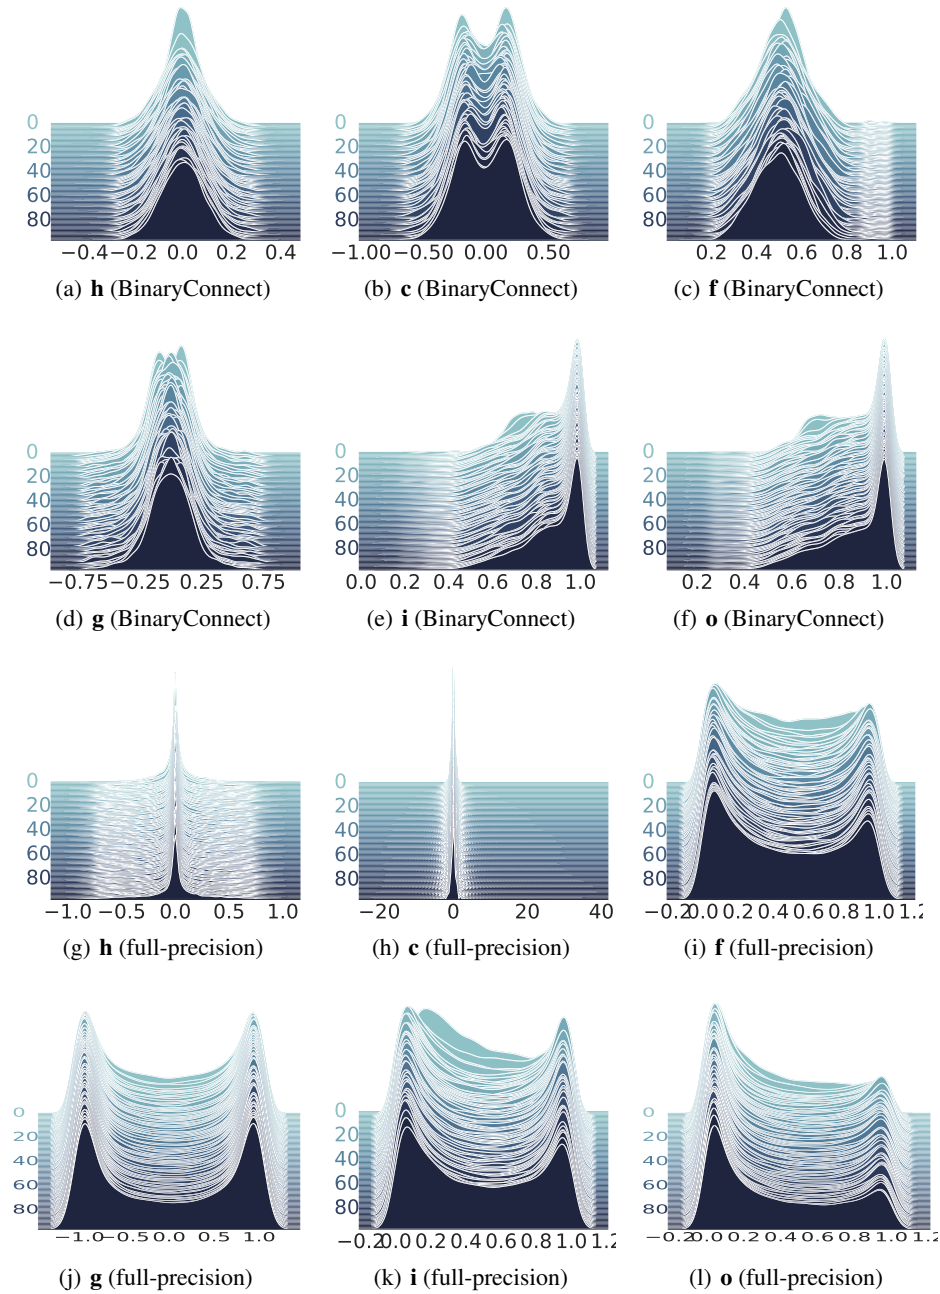 0 0 0
20 20 20
40 40 40
60 60 60
80 80 80
−0.4 −0.2 0.0 0.2 0.4 −1.00 −0.50 0.00 0.50 0.2 0.4 0.6 0.8 1.0
(a) h (BinaryConnect) (b) c (BinaryConnect) (c) f (BinaryConnect)
0 0 0
20 20 20
40 40 40
60 60 60
80 80 80
−0.75 −0.25 0.25 0.75 0.0 0.2 0.4 0.6 0.8 1.0 0.2 0.4 0.6 0.8 1.0
(d) g (BinaryConnect) (e) i (BinaryConnect) (f) o (BinaryConnect)
0 0 0
20 20 20
40 40 40
60 60 60
80 80 80
−1.0 −0.5 0.0 0.5 1.0 −20 0 20 40 −0.2 0.0 0.2 0.4 0.6 0.8 1.0 1.2
(g) h (full-precision) (h) c (full-precision) (i) f (full-precision)
0 0 0
20 20 20
40 40 40
60 60 60
80 80 80
−1.0 −0.5 0.0 0.5 1.0 −0.2 0.0 0.2 0.4 0.6 0.8 1.0 1.2 −0.2 0.0 0.2 0.4 0.6 0.8 1.0 1.2
(j) g (full-precision) (k) i (full-precision) (l) o (full-precision)